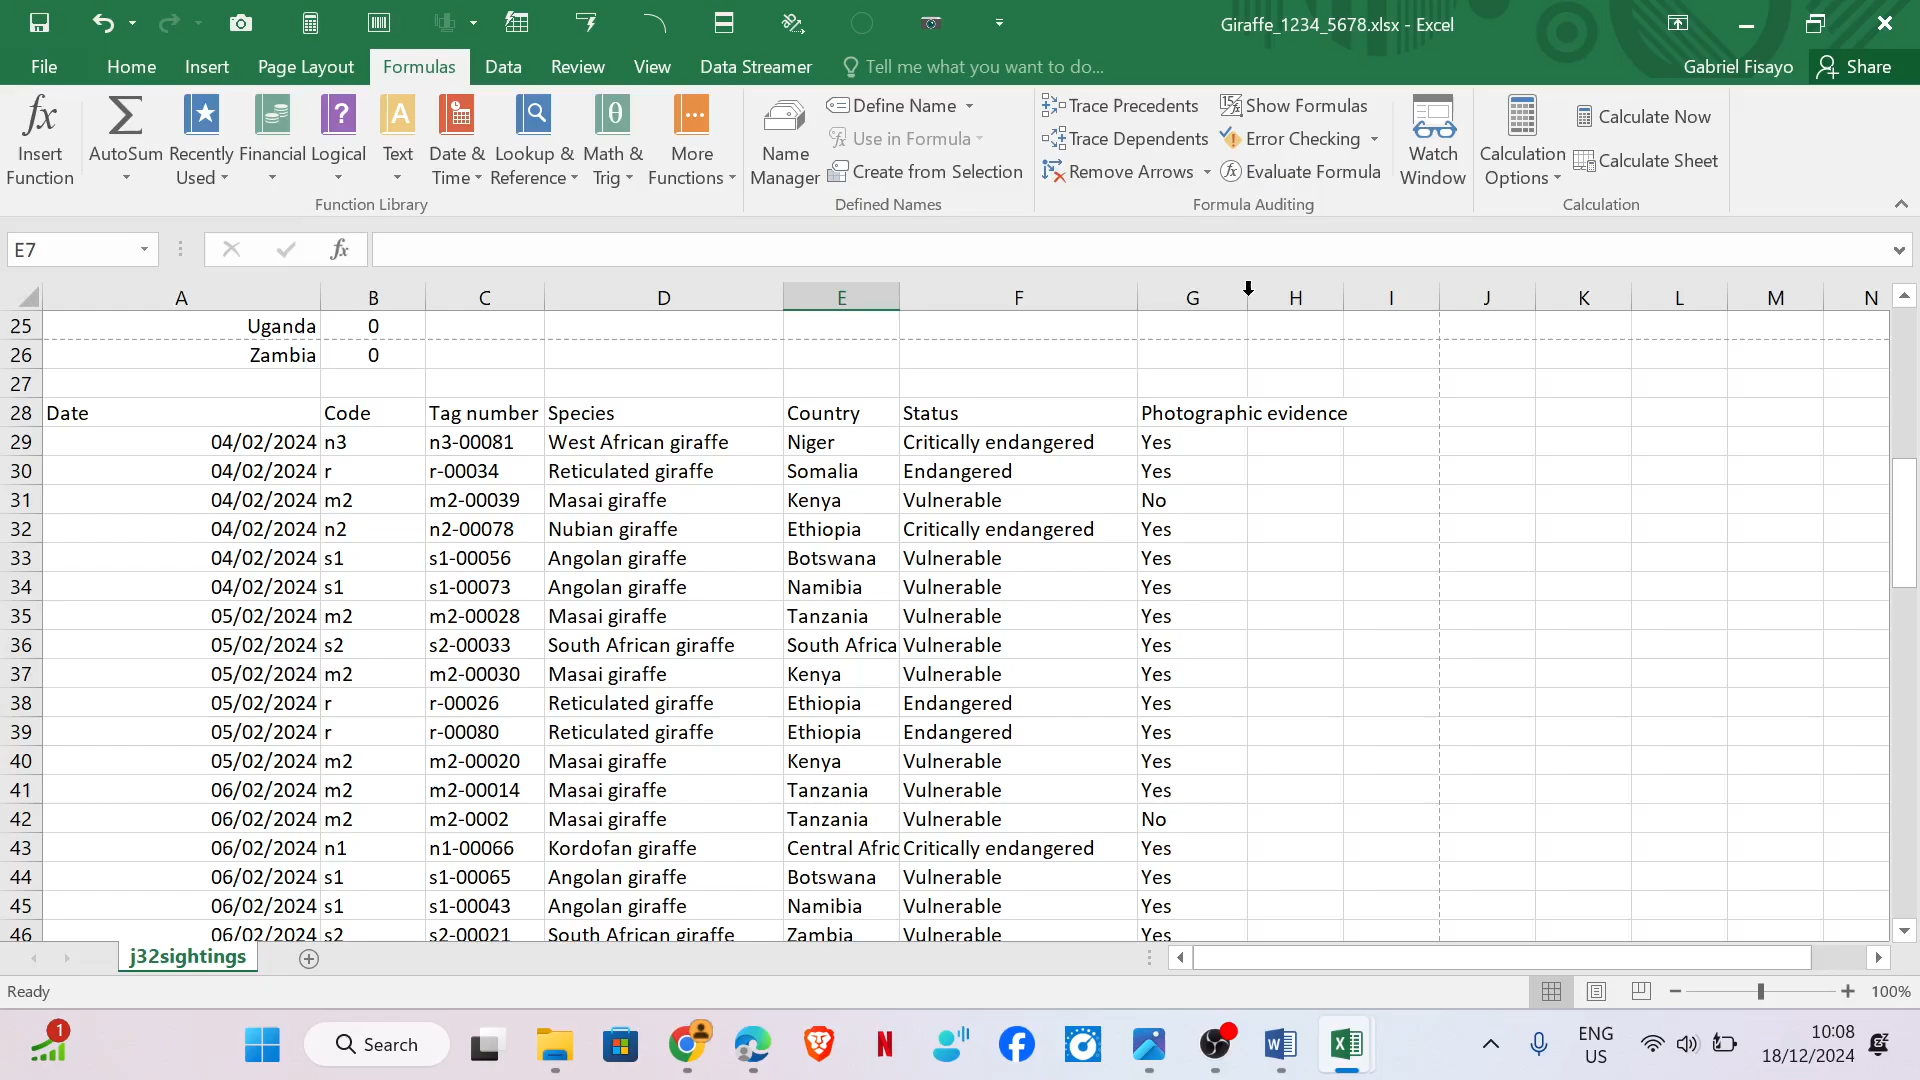 Giraffe_1234_5678.xlsx - Excel
File Home Insert Page Layout Formulas Data Review View Data Streamer Tell me what you want to do... Gabriel Fisayo Share
Insert Function
AutoSum
Recently Used
Financial
Logical
Text
Date & Time
Lookup & Reference
Math & Trig
More Functions
Function Library
Name Manager
Define Name
Use in Formula
Create from Selection
Defined Names
Trace Precedents
Trace Dependents
Remove Arrows
Show Formulas
Error Checking
Evaluate Formula
Formula Auditing
Watch Window
Calculation Options
Calculate Now
Calculate Sheet
Calculation
E7 fx
A B C D E F G H I J K L M N
25 Uganda 0
26 Zambia 0
27
28 Date Code Tag number Species Country Status Photographic evidence
29 04/02/2024 n3 n3-00081 West African giraffe Niger Critically endangered Yes
30 04/02/2024 r r-00034 Reticulated giraffe Somalia Endangered Yes
31 04/02/2024 m2 m2-00039 Masai giraffe Kenya Vulnerable No
32 04/02/2024 n2 n2-00078 Nubian giraffe Ethiopia Critically endangered Yes
33 04/02/2024 s1 s1-00056 Angolan giraffe Botswana Vulnerable Yes
34 04/02/2024 s1 s1-00073 Angolan giraffe Namibia Vulnerable Yes
35 05/02/2024 m2 m2-00028 Masai giraffe Tanzania Vulnerable Yes
36 05/02/2024 s2 s2-00033 South African giraffe South Africa Vulnerable Yes
37 05/02/2024 m2 m2-00030 Masai giraffe Kenya Vulnerable Yes
38 05/02/2024 r r-00026 Reticulated giraffe Ethiopia Endangered Yes
39 05/02/2024 r r-00080 Reticulated giraffe Ethiopia Endangered Yes
40 05/02/2024 m2 m2-00020 Masai giraffe Kenya Vulnerable Yes
41 06/02/2024 m2 m2-00014 Masai giraffe Tanzania Vulnerable Yes
42 06/02/2024 m2 m2-0002 Masai giraffe Tanzania Vulnerable No
43 06/02/2024 n1 n1-00066 Kordofan giraffe Central Afric Critically endangered Yes
44 06/02/2024 s1 s1-00065 Angolan giraffe Botswana Vulnerable Yes
45 06/02/2024 s1 s1-00043 Angolan giraffe Namibia Vulnerable Yes
46 06/02/2024 s2 s2-00021 South African giraffe Zambia Vulnerable Yes
j32sightings
Ready 100%
1 Search ENG US 10:08 18/12/2024